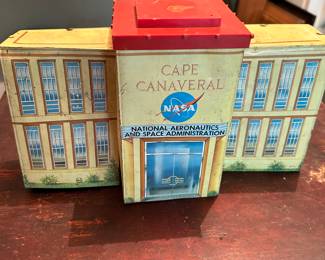 CAPE
CANAVERAL
NASA
NATIONAL AERONAUTICS
AND SPACE ADMINISTRATION